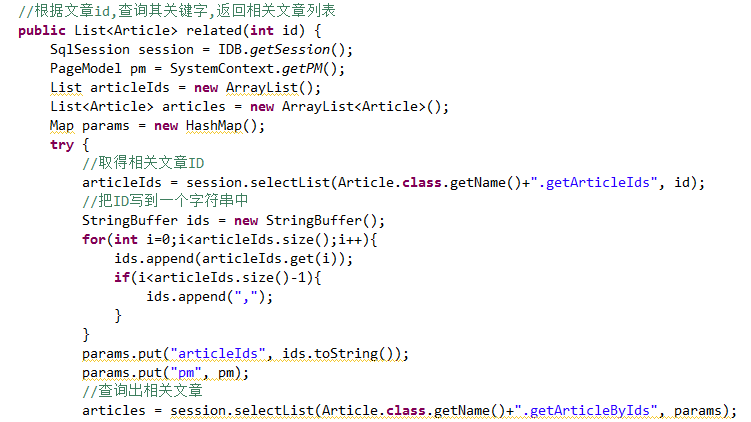 //根据文章id,查询其关键字,返回相关文章列表
public List<Article> related(int id) {
    SqlSession session = IDB.getSession();
    PageModel pm = SystemContext.getPM();
    List articleIds = new ArrayList();
    List<Article> articles = new ArrayList<Article>();
    Map params = new HashMap();
    try {
        //取得相关文章ID
        articleIds = session.selectList(Article.class.getName()+".getArticleIds", id);
        //把ID写到一个字符串中
        StringBuffer ids = new StringBuffer();
        for(int i=0;i<articleIds.size();i++){
            ids.append(articleIds.get(i));
            if(i<articleIds.size()-1){
                ids.append(",");
            }
        }
        params.put("articleIds", ids.toString());
        params.put("pm", pm);
        //查询出相关文章
        articles = session.selectList(Article.class.getName()+".getArticleByIds", params);